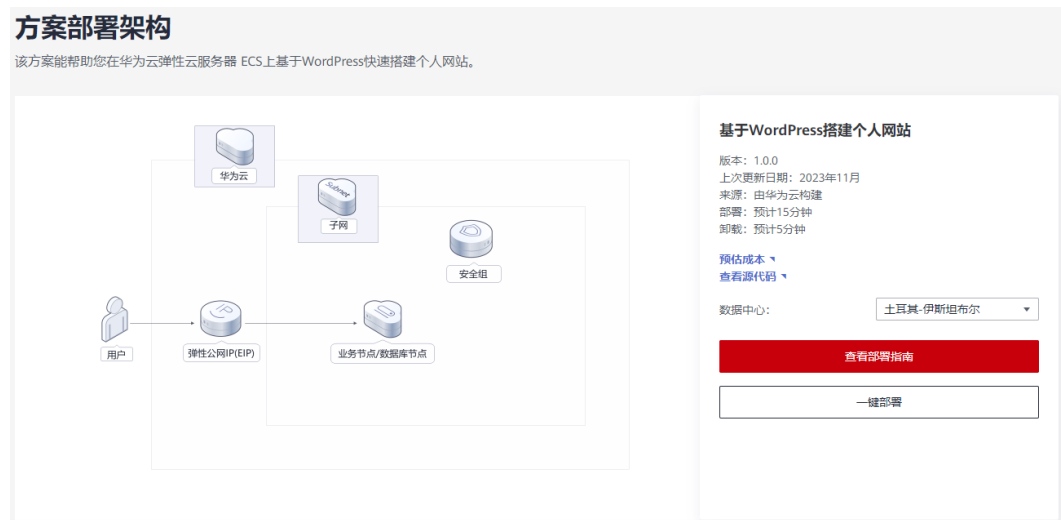 方案部署架构
该方案能帮助您在华为云弹性云服务器 ECS上基于WordPress快速搭建个人网站。
华为云
Subnet
子网
安全组
IP
用户
弹性公网IP(EIP)
业务节点/数据库节点
基于WordPress搭建个人网站
版本：1.0.0
上次更新日期：2023年11月
来源：由华为云构建
部署：预计15分钟
卸载：预计5分钟
预估成本
查看源代码
数据中心：
土耳其-伊斯坦布尔
查看部署指南
一键部署